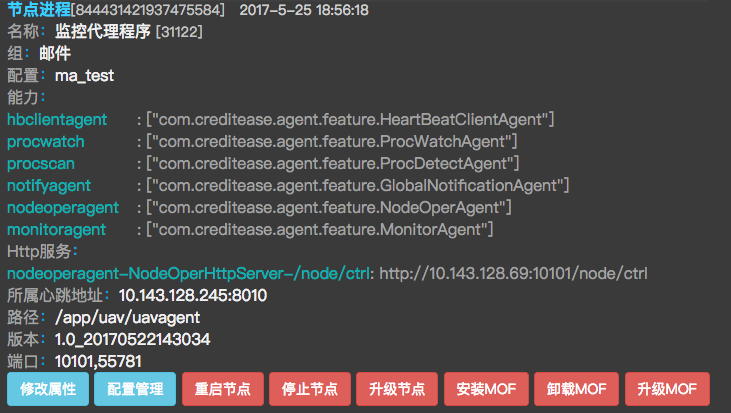 节点进程[844431421937475584] 2017-5-25 18:56:18
名称：监控代理程序 [31122]
组：邮件
配置：ma_test
能力：
hbclientagent : ["com.creditease.agent.feature.HeartBeatClientAgent"]
procwatch : ["com.creditease.agent.feature.ProcWatchAgent"]
procscan : ["com.creditease.agent.feature.ProcDetectAgent"]
notifyagent : ["com.creditease.agent.feature.GlobalNotificationAgent"]
nodeoperagent : ["com.creditease.agent.feature.NodeOperAgent"]
monitoragent : ["com.creditease.agent.feature.MonitorAgent"]
Http服务：
nodeoperagent-NodeOperHttpServer-/node/ctrl: http://10.143.128.69:10101/node/ctrl
所属心跳地址：10.143.128.245:8010
路径：/app/uav/uavagent
版本：1.0_20170522143034
端口：10101,55781
修改属性 配置管理 重启节点 停止节点 升级节点 安装MOF 卸载MOF 升级MOF